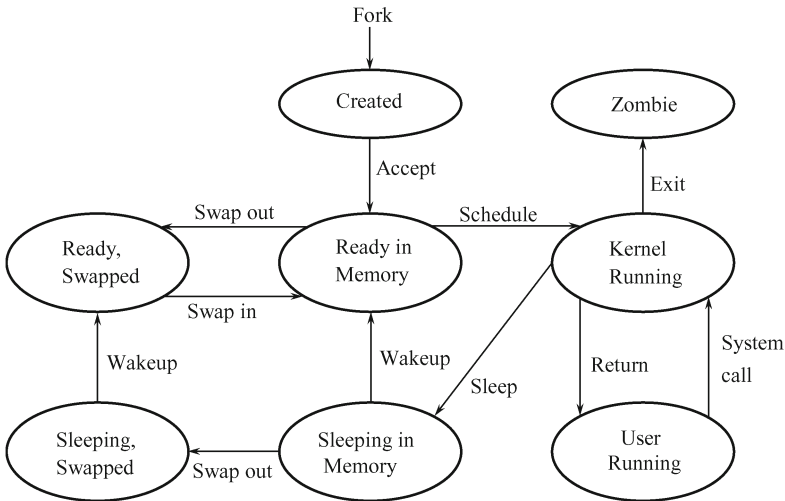 Fork
Created
Zombie
Accept
Exit
Swap out
Schedule
Ready,
Swapped
Ready in
Memory
Kernel
Running
Swap in
Wakeup
Wakeup
Sleep
Return
System
call
Sleeping,
Swapped
Swap out
Sleeping in
Memory
User
Running